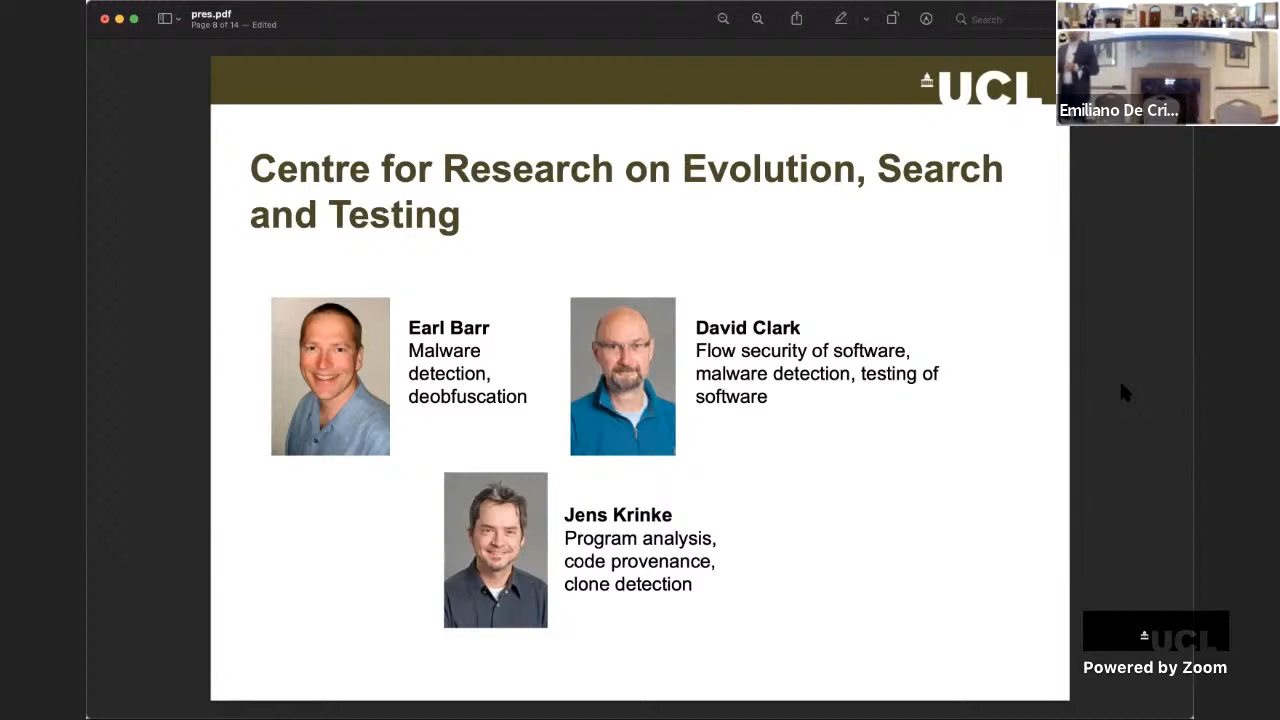 pres.pdf
Page 8 of 14 — Edited
Search
UCL
Emiliano De Cri...
Centre for Research on Evolution, Search
and Testing
Earl Barr
Malware
detection,
deobfuscation
David Clark
Flow security of software,
malware detection, testing of
software
Jens Krinke
Program analysis,
code provenance,
clone detection
UCL
Powered by Zoom